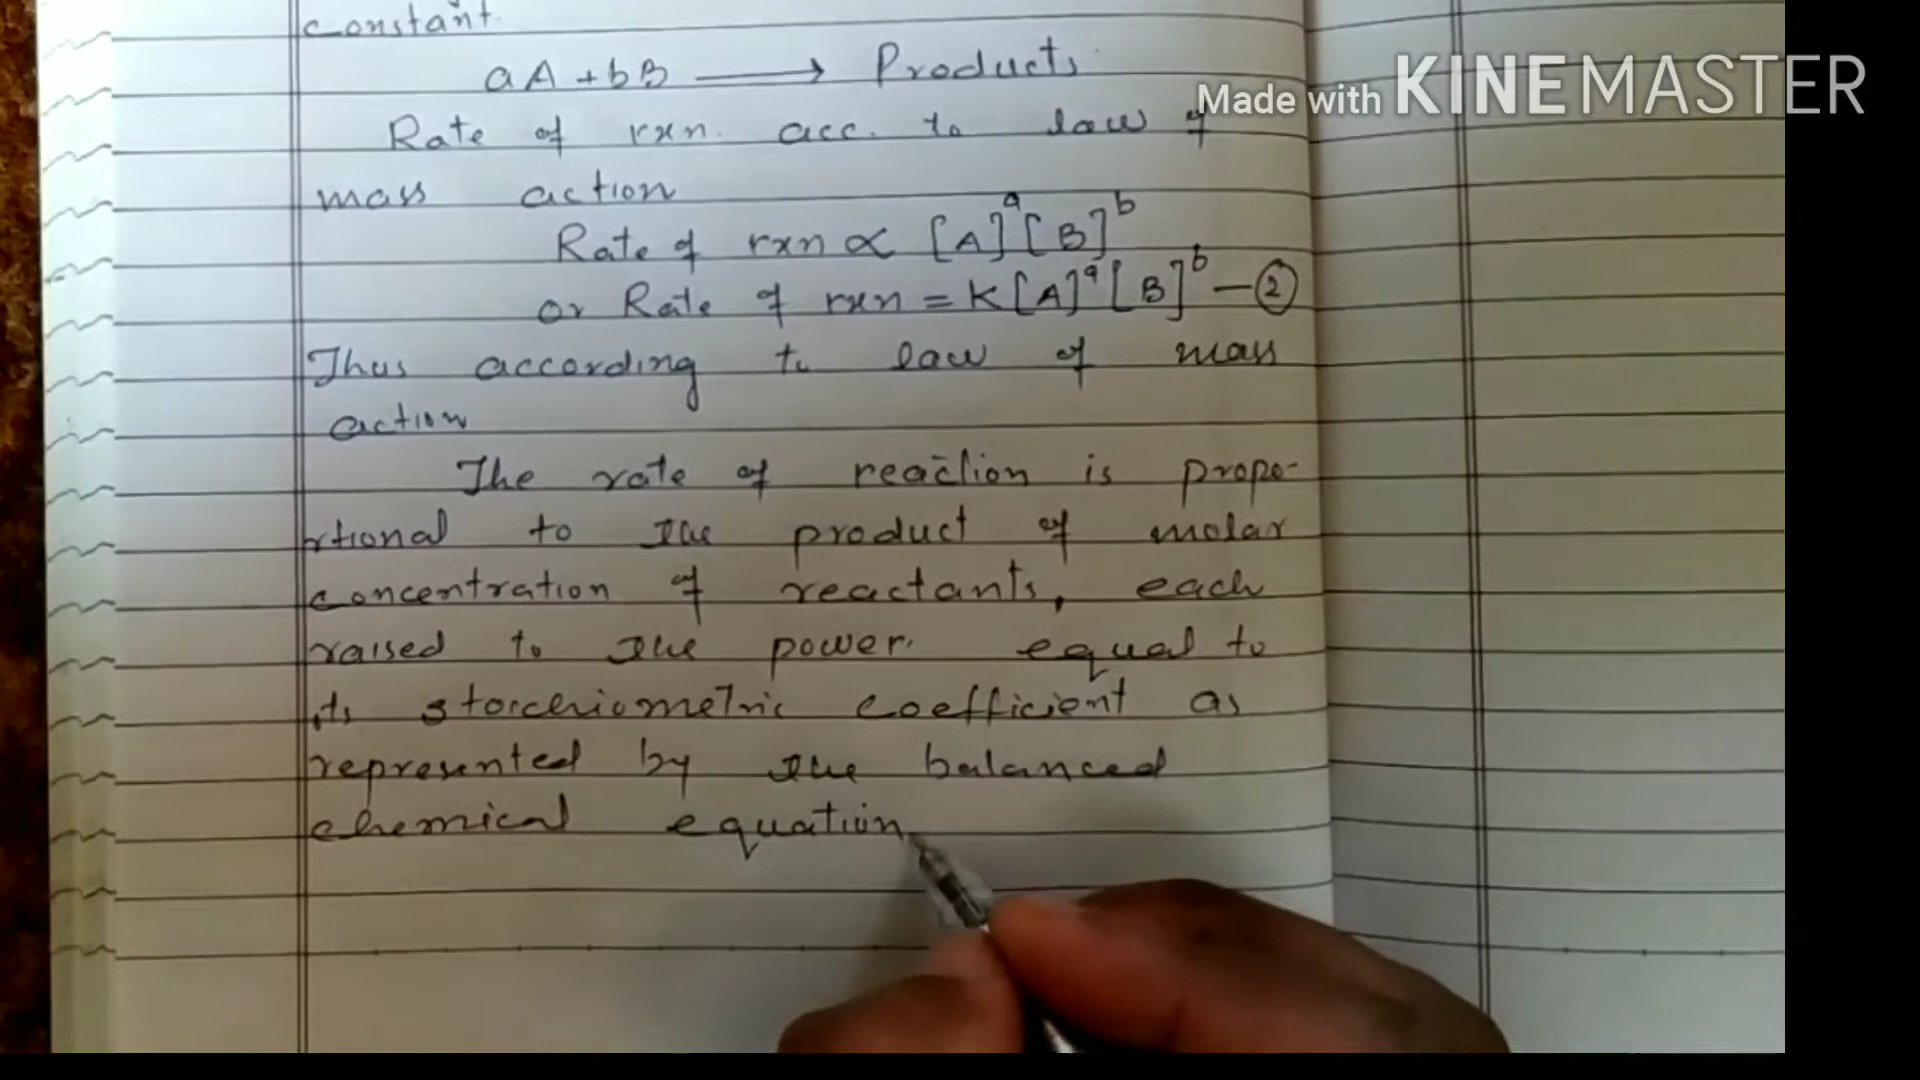 constant.
aA + bB ⟶ Products
Made with KINEMASTER
Rate of rxn. acc. to law of
mass action
Rate of rxn ∝ [A]^a [B]^b
or Rate of rxn = K[A]^a [B]^b — ②
Thus according to law of mass
action
The rate of reaction is propo-
rtional to the product of molar
concentration of reactants, each
raised to the power. equal to
its stoicehiometric coefficient as
represented by the balanced
chemical equation